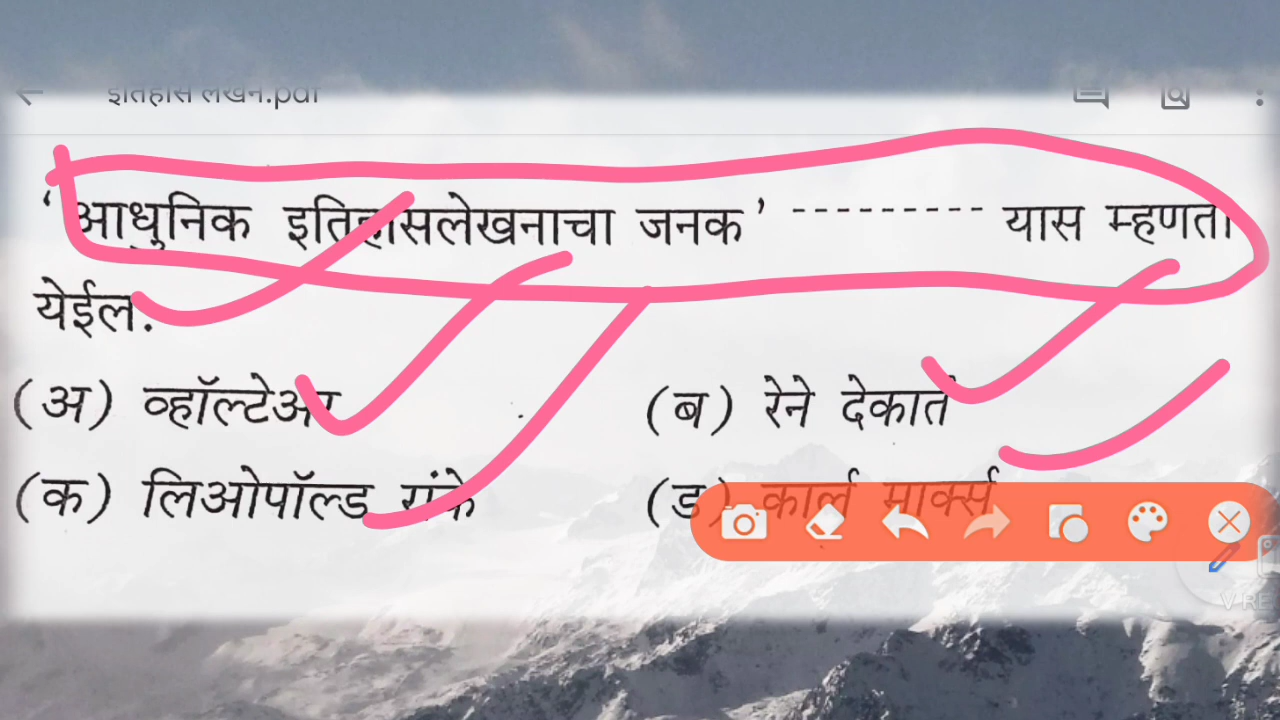 इतिहास लेखन.pdf
‘आधुनिक इतिहासलेखनाचा जनक’ ---------- यास म्हणता
येईल.
(अ) व्हॉल्टेअर (ब) रेने देकार्त
(क) लिओपॉल्ड रांके (ड) कार्ल मार्क्स